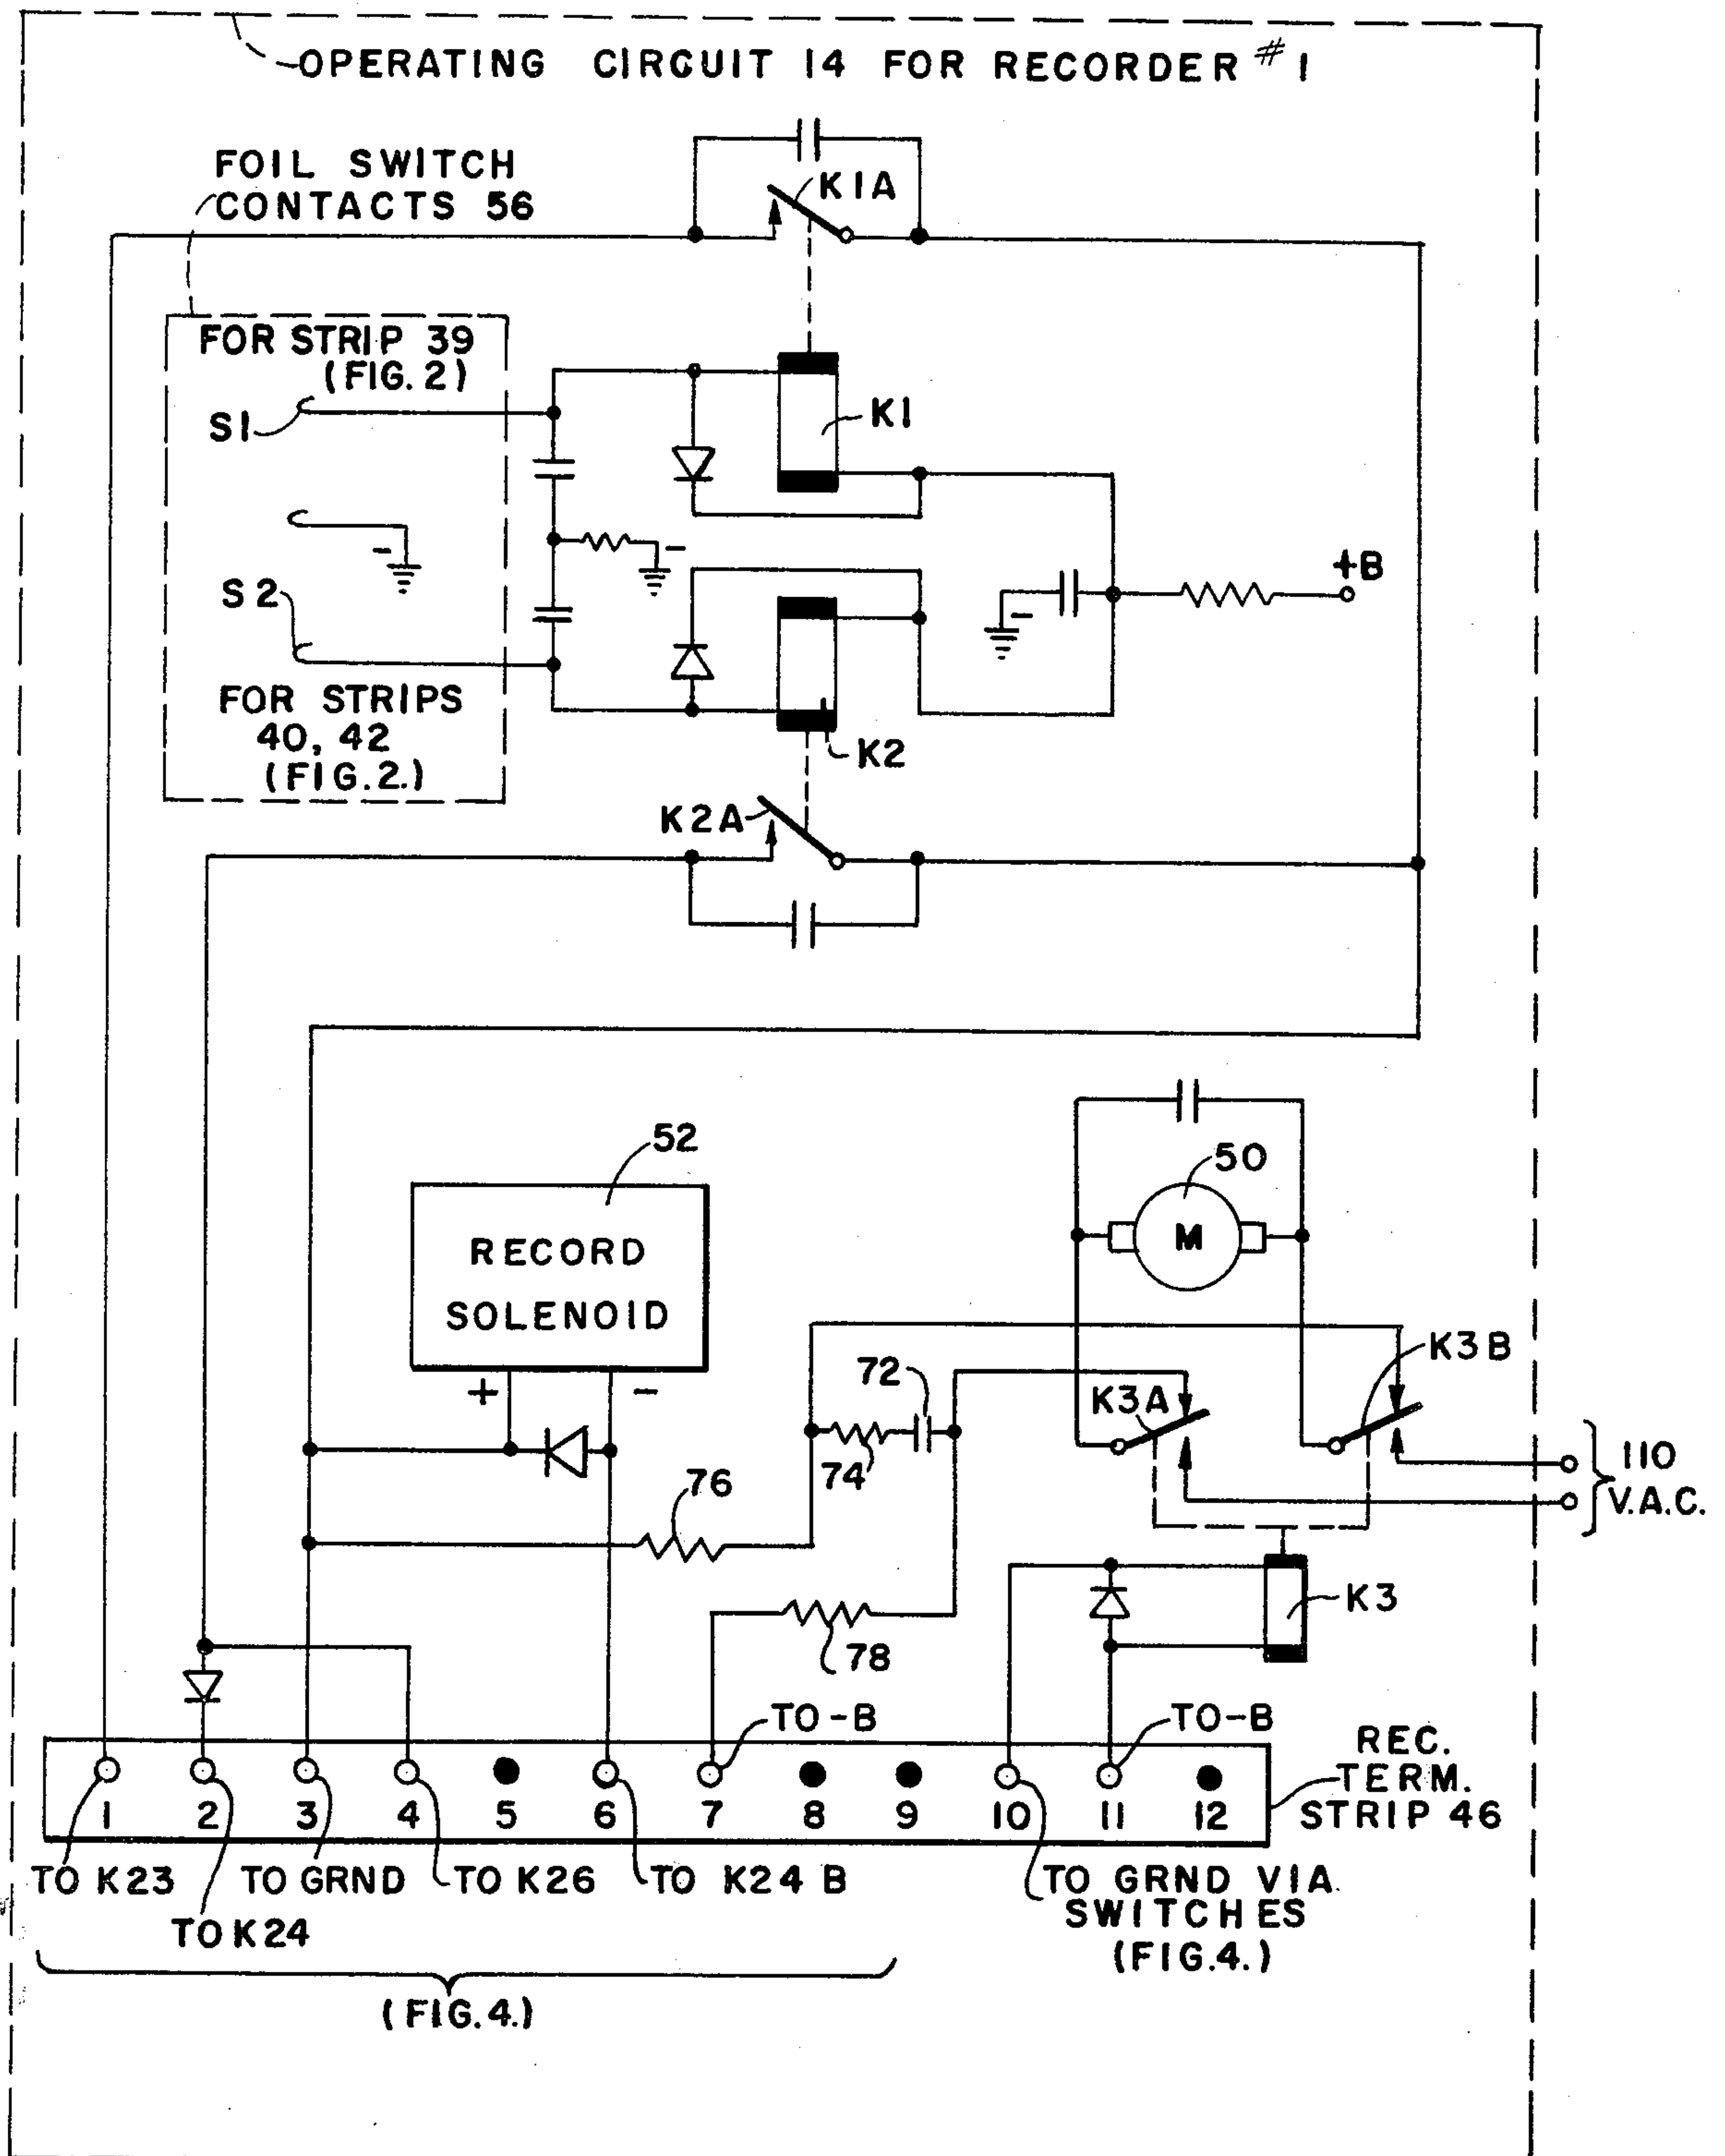 OPERATING CIRCUIT 14 FOR RECORDER #1
FOIL SWITCH
CONTACTS 56
K1A
FOR STRIP 39
(FIG. 2)
S1
K1
S2
+B
FOR STRIPS
40, 42
(FIG.2.)
K2
K2A
52
RECORD
SOLENOID
+ -
50
M
K3B
72
K3A
74
110
V.A.C.
76
K3
78
TO-B
TO-B
REC.
TERM.
STRIP 46
1 2 3 4 5 6 7 8 9 10 11 12
TO K23
TO GRND
TO K26
TO K24 B
TO GRND VIA
SWITCHES
(FIG.4.)
TO K24
(FIG.4.)